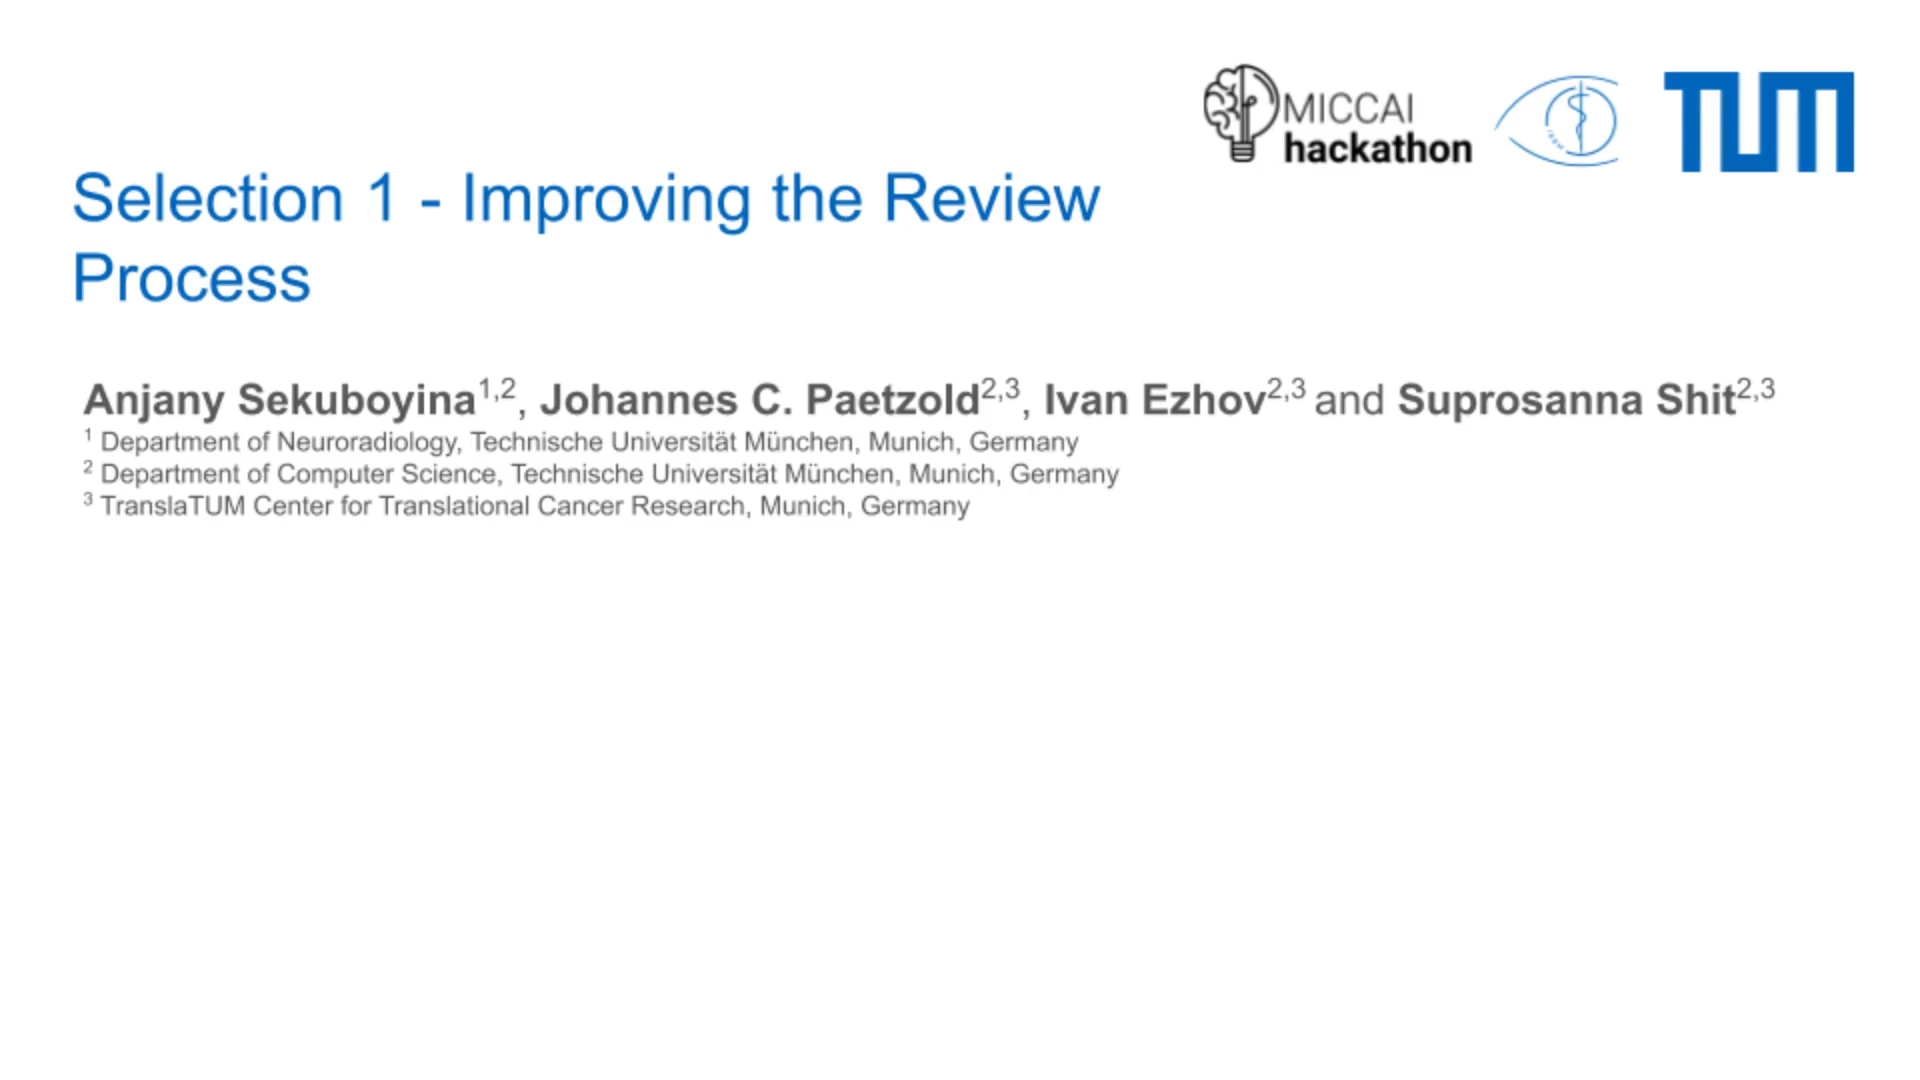 MICCAI
hackathon
TUM
Selection 1 - Improving the Review
Process
Anjany Sekuboyina1,2, Johannes C. Paetzold2,3, Ivan Ezhov2,3 and Suprosanna Shit2,3
1 Department of Neuroradiology, Technische Universität München, Munich, Germany
2 Department of Computer Science, Technische Universität München, Munich, Germany
3 TranslaTUM Center for Translational Cancer Research, Munich, Germany